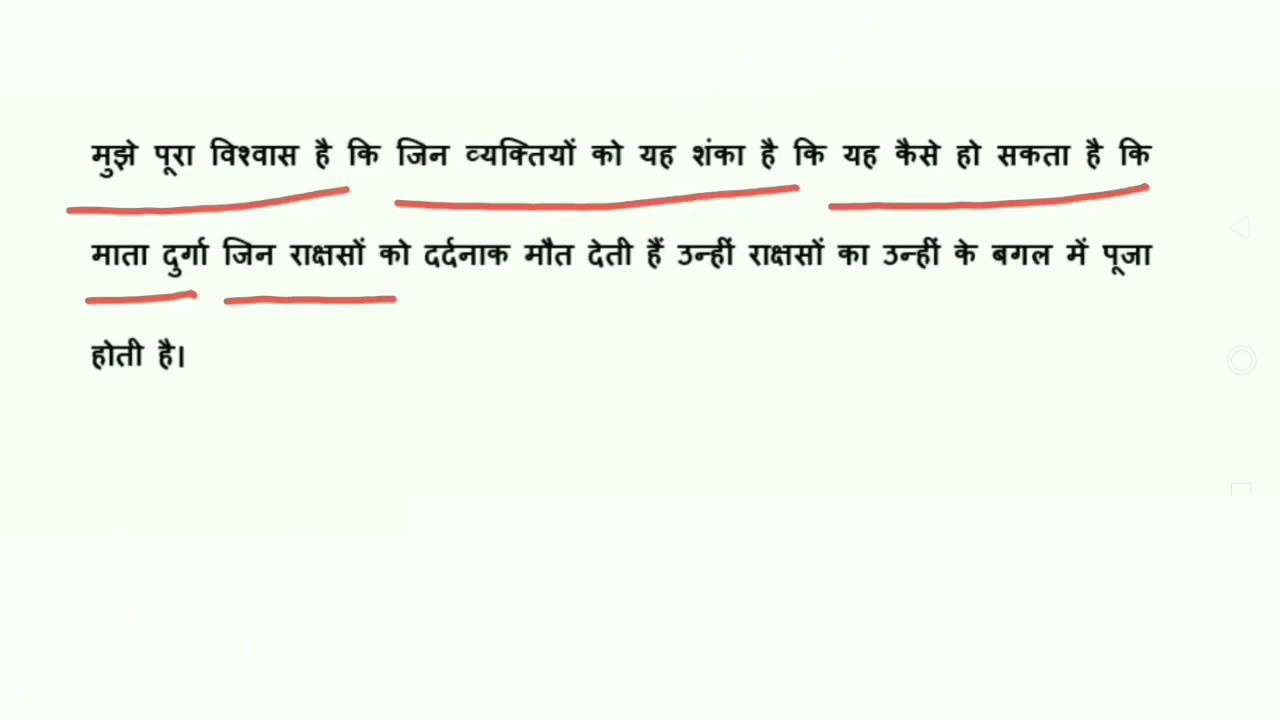 मुझे पूरा विश्वास है कि जिन व्यक्तियों को यह शंका है कि यह कैसे हो सकता है कि
माता दुर्गा जिन राक्षसों को दर्दनाक मौत देती हैं उन्हीं राक्षसों का उन्हीं के बगल में पूजा
होती है।